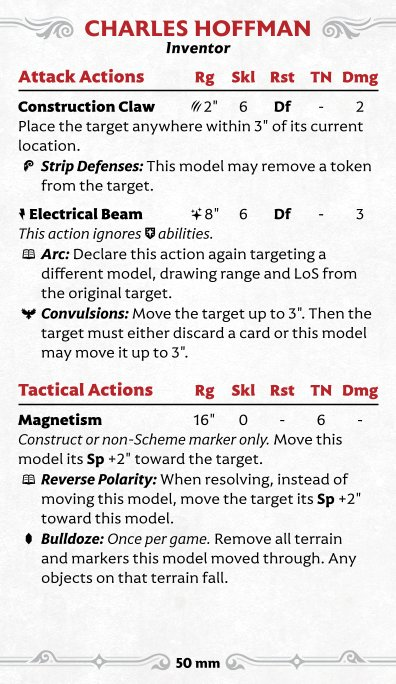 CHARLES HOFFMAN
Inventor
Attack Actions Rg Skl Rst TN Dmg
Construction Claw 2" 6 Df - 2
Place the target anywhere within 3" of its current
location.
Strip Defenses: This model may remove a token
from the target.
Electrical Beam 8" 6 Df - 3
This action ignores abilities.
Arc: Declare this action again targeting a
different model, drawing range and LoS from
the original target.
Convulsions: Move the target up to 3". Then the
target must either discard a card or this model
may move it up to 3".
Tactical Actions Rg Skl Rst TN Dmg
Magnetism 16" 0 - 6 -
Construct or non-Scheme marker only. Move this
model its Sp +2" toward the target.
Reverse Polarity: When resolving, instead of
moving this model, move the target its Sp +2"
toward this model.
Bulldoze: Once per game. Remove all terrain
and markers this model moved through. Any
objects on that terrain fall.
50 mm